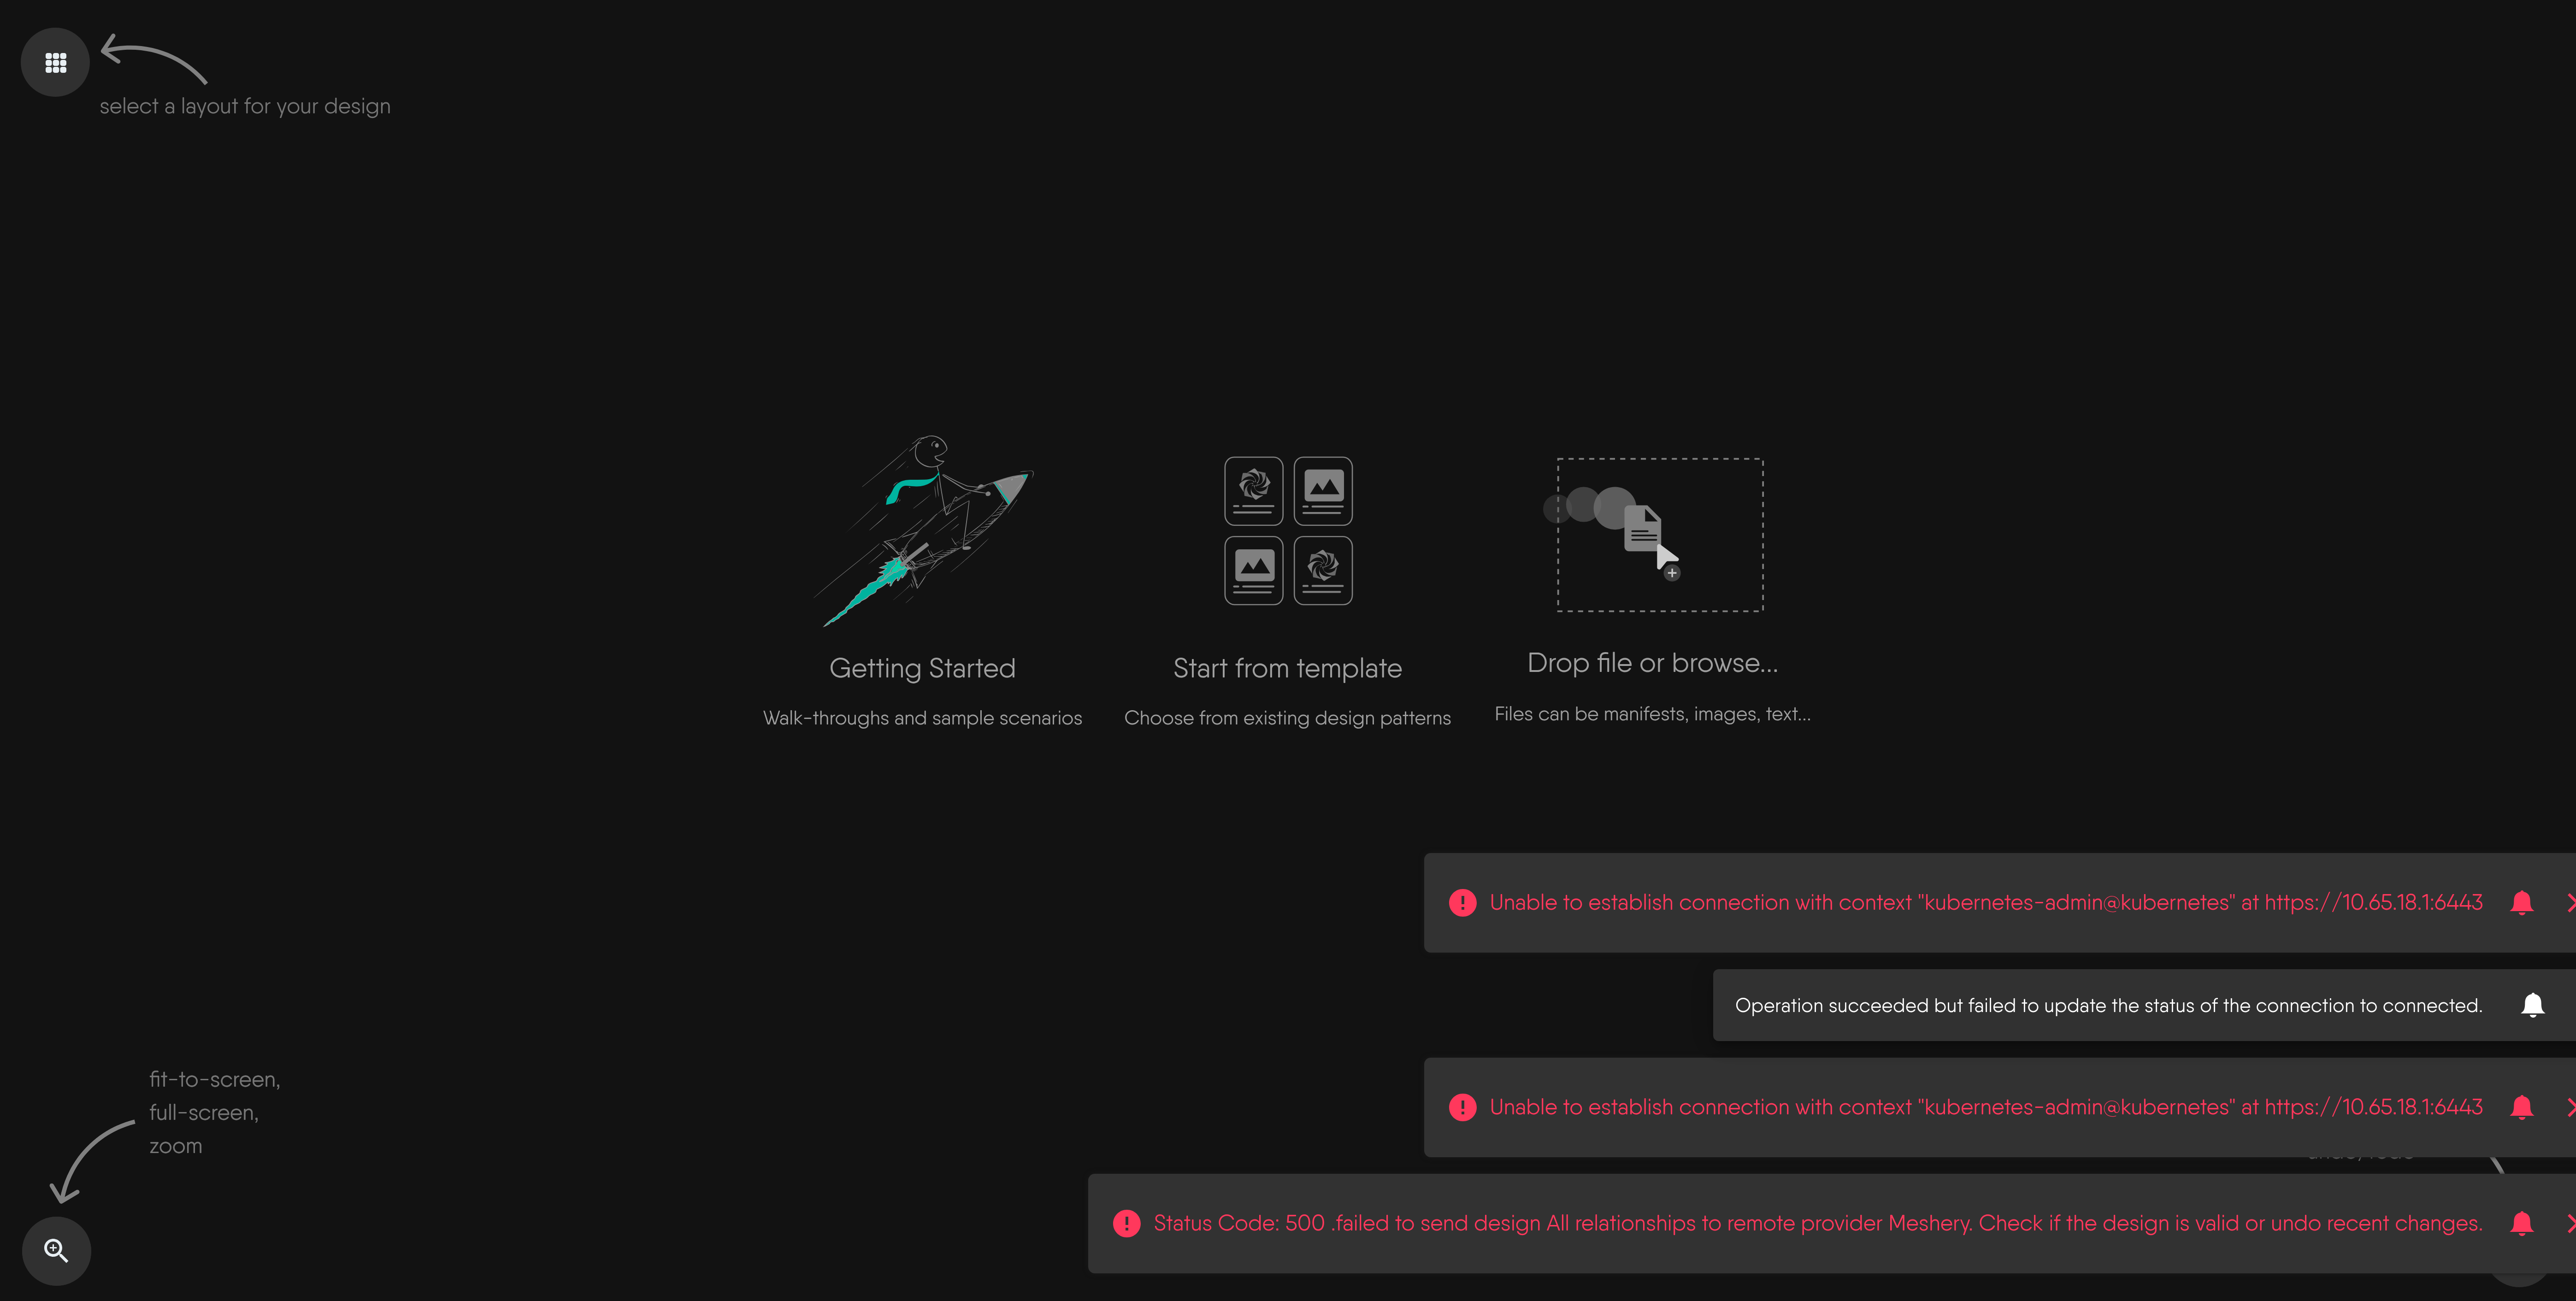 select a layout for your design
Getting Started
Walk-throughs and sample scenarios
Start from template
Choose from existing design patterns
Drop file or browse...
Files can be manifests, images, text...
Unable to establish connection with context "kubernetes-admin@kubernetes" at https://10.65.18.1:6443
Operation succeeded but failed to update the status of the connection to connected.
fit-to-screen,
full-screen,
zoom
Unable to establish connection with context "kubernetes-admin@kubernetes" at https://10.65.18.1:6443
Status Code: 500 .failed to send design All relationships to remote provider Meshery. Check if the design is valid or undo recent changes.